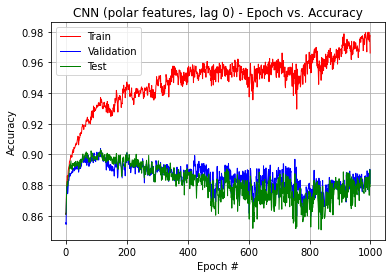 CNN (polar features, lag 0) - Epoch vs. Accuracy
Train
Validation
Test
0.98
0.96
0.94
0.92
0.90
0.88
0.86
Accuracy
0
200
400
600
800
1000
Epoch #